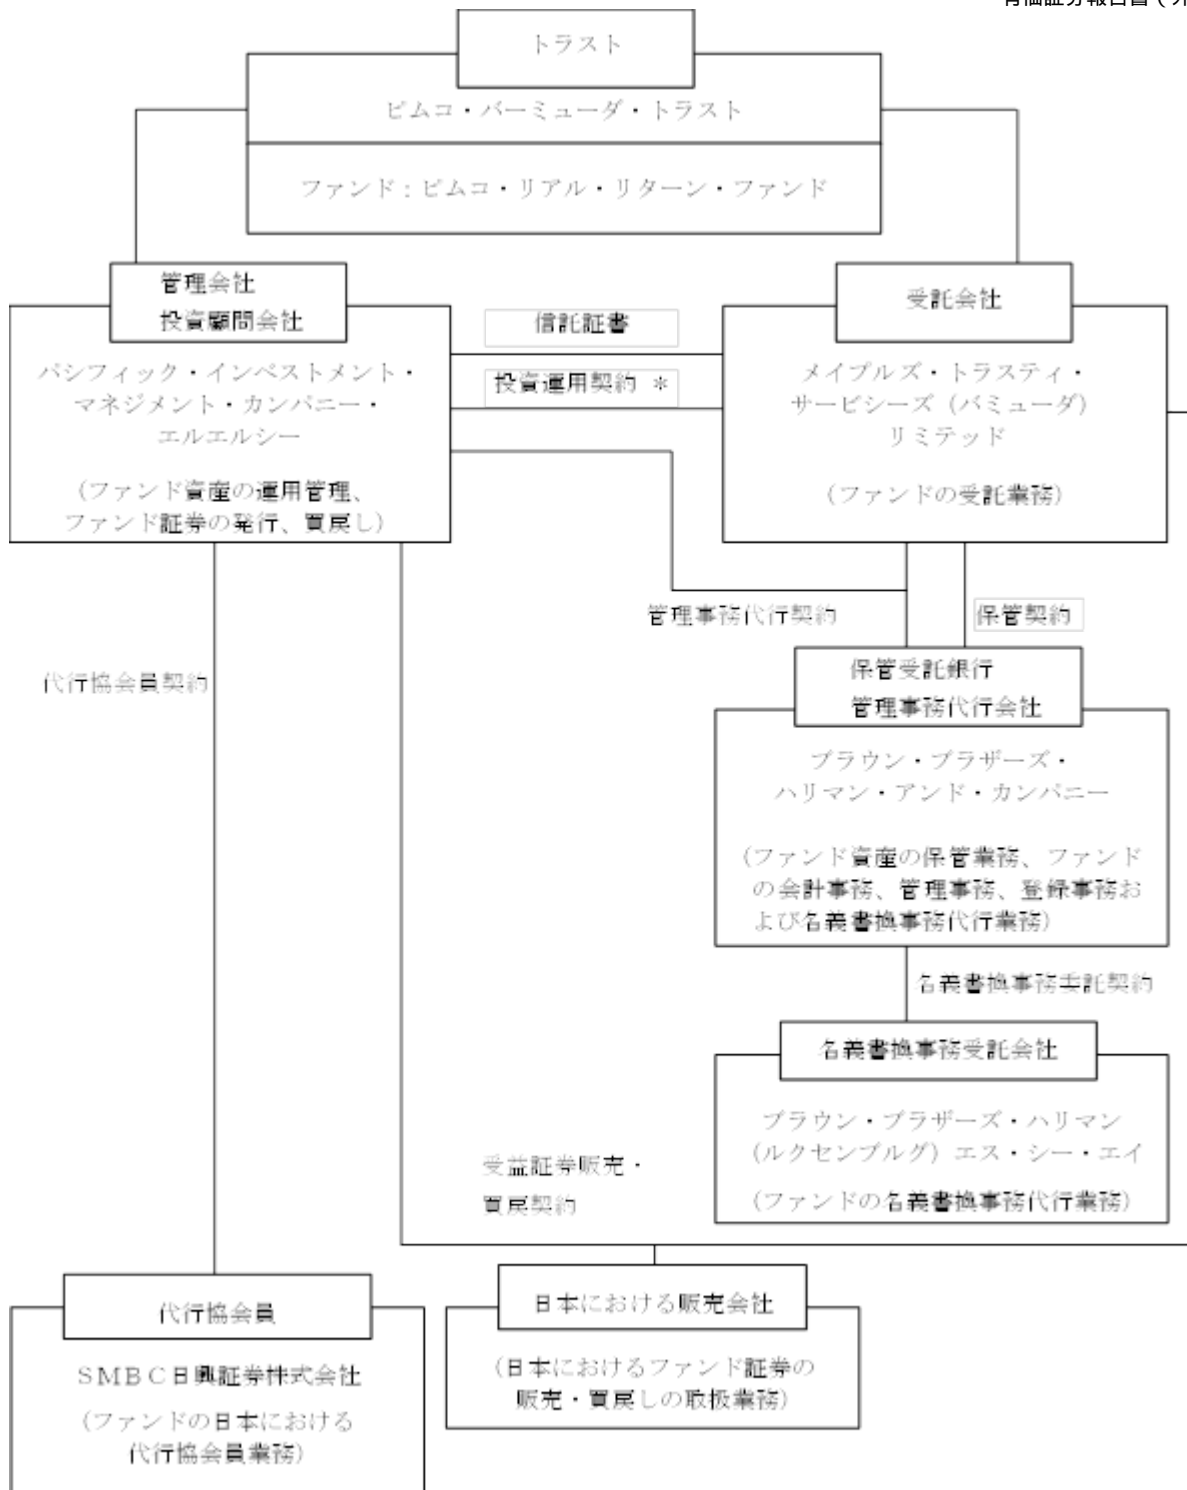 トラスト
ピムコ・バーミューダ・トラスト
ファンド：ピムコ・リアル・リターン・ファンド
管理会社
投資顧問会社
パシフィック・インベストメント・
マネジメント・カンパニー・
エルエルシー
（ファンド資産の運用管理、
ファンド証券の発行、買戻し）
信託証書
投資運用契約 ＊
受託会社
メイプルズ・トラスティ・
サービシーズ（バミューダ）
リミテッド
（ファンドの受託業務）
管理事務代行契約
保管契約
代行協会員契約
保管受託銀行
管理事務代行会社
ブラウン・ブラザーズ・
ハリマン・アンド・カンパニー
（ファンド資産の保管業務、ファンド
の会計事務、管理事務、登録事務お
よび名義書換事務代行業務）
名義書換事務委託契約
名義書換事務受託会社
ブラウン・ブラザーズ・ハリマン
（ルクセンブルグ）エス・シー・エイ
（ファンドの名義書換事務代行業務）
受益証券販売・
買戻契約
代行協会員
ＳＭＢＣ日興証券株式会社
（ファンドの日本における
代行協会員業務）
日本における販売会社
（日本におけるファンド証券の
販売・買戻しの取扱業務）